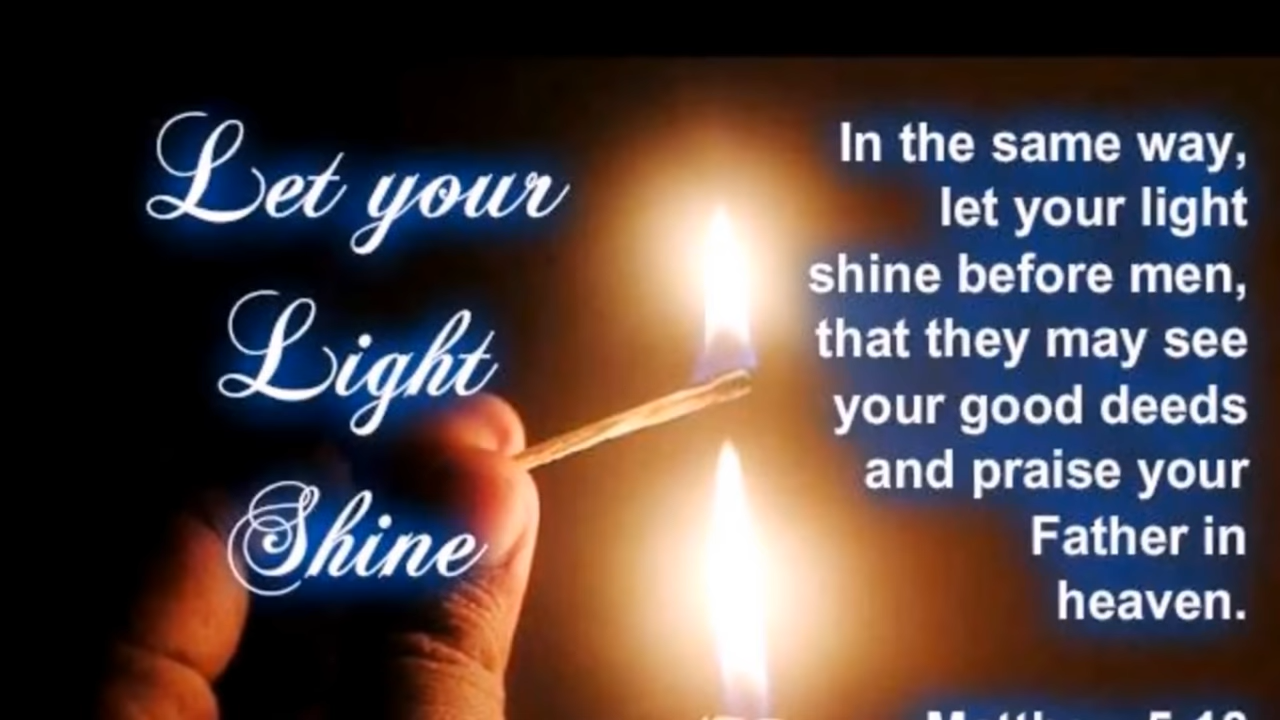 Let your
Light
Shine
In the same way,
let your light
shine before men,
that they may see
your good deeds
and praise your
Father in
heaven.